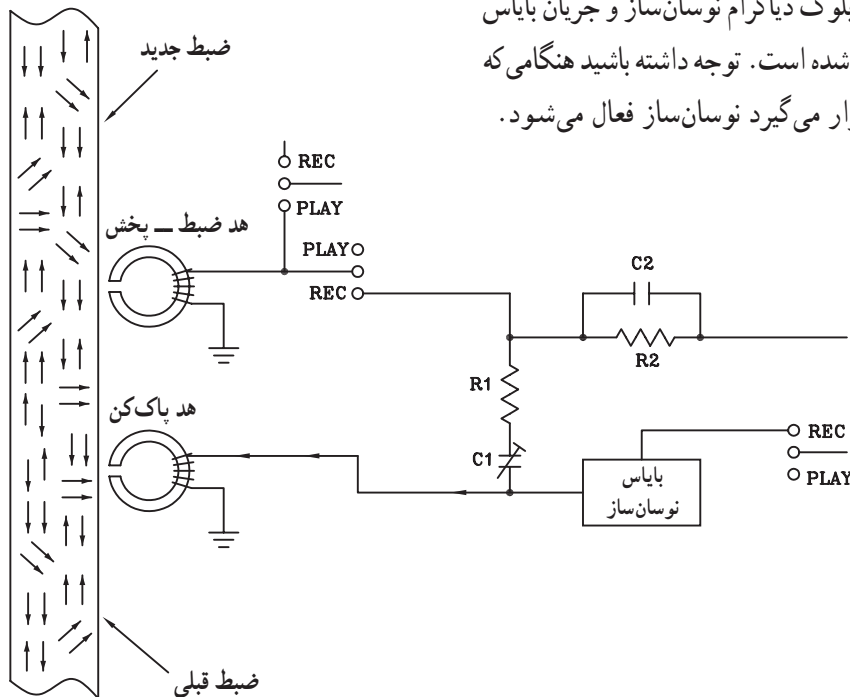 بلوک دیاگرام نوسان‌ساز و جریان بایاس
شده است. توجه داشته باشید هنگامی‌که
می‌گیرد نوسان‌ساز فعال می‌شود.
ضبط جدید
REC
PLAY
هد ضبط ــ پخش
PLAY
REC
C2
R2
R1
هد پاک‌کن
C1
REC
PLAY
بایاس
نوسان‌ساز
ضبط قبلی